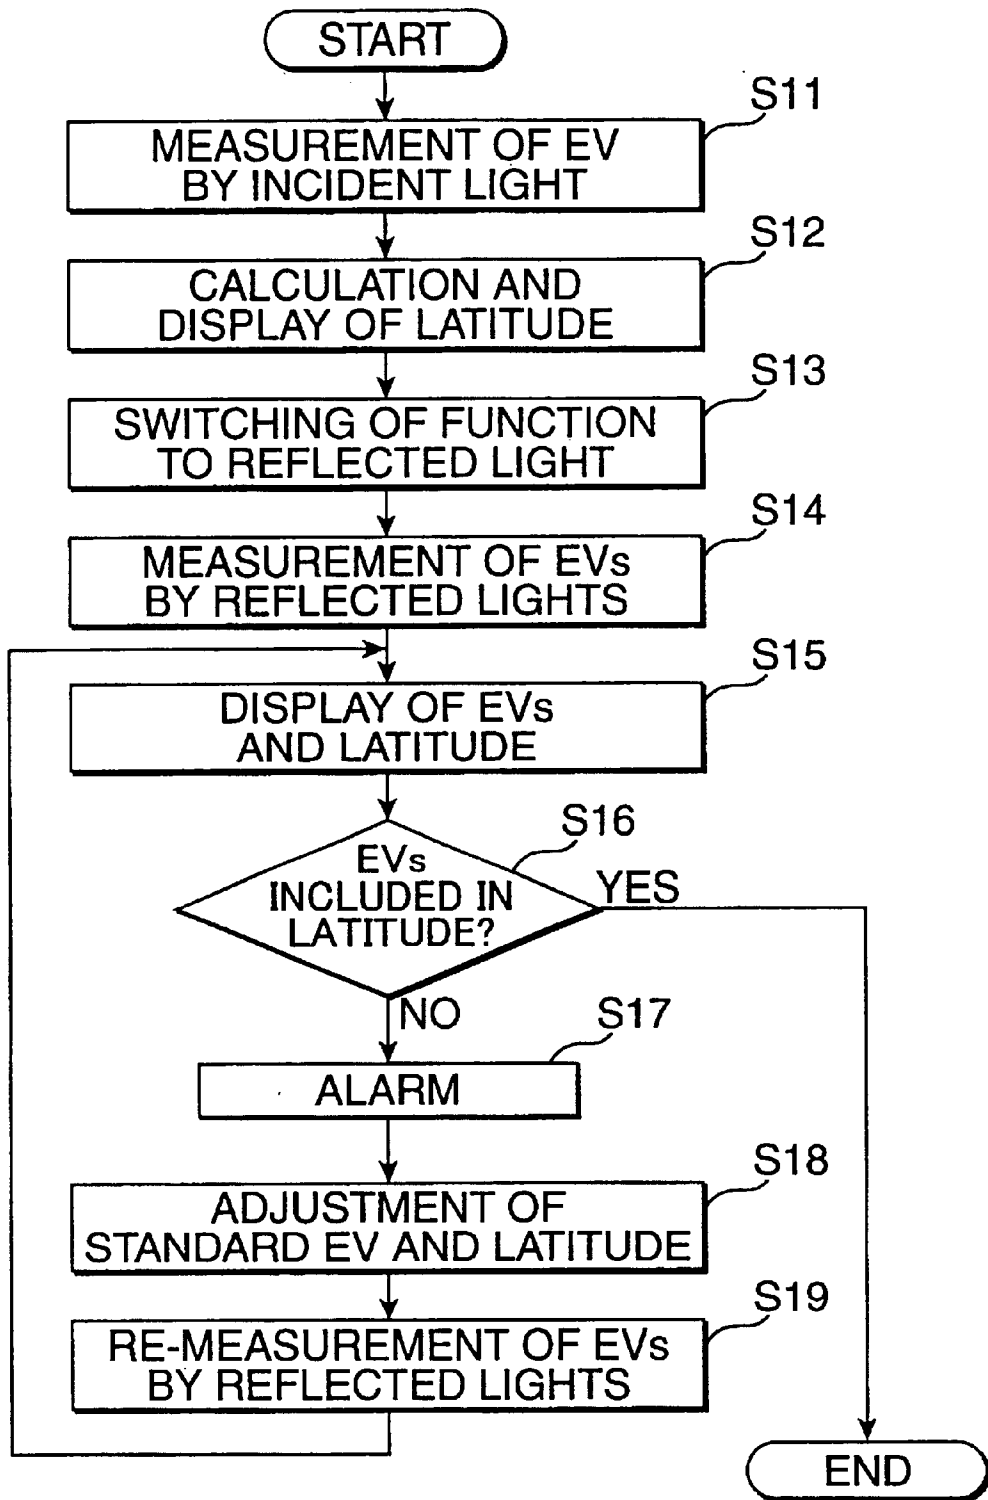 START
S11
MEASUREMENT OF EV
BY INCIDENT LIGHT
S12
CALCULATION AND
DISPLAY OF LATITUDE
S13
SWITCHING OF FUNCTION
TO REFLECTED LIGHT
S14
MEASUREMENT OF EVs
BY REFLECTED LIGHTS
S15
DISPLAY OF EVs
AND LATITUDE
S16
EVs
INCLUDED IN
LATITUDE?
YES
NO
S17
ALARM
S18
ADJUSTMENT OF
STANDARD EV AND LATITUDE
S19
RE-MEASUREMENT OF EVs
BY REFLECTED LIGHTS
END